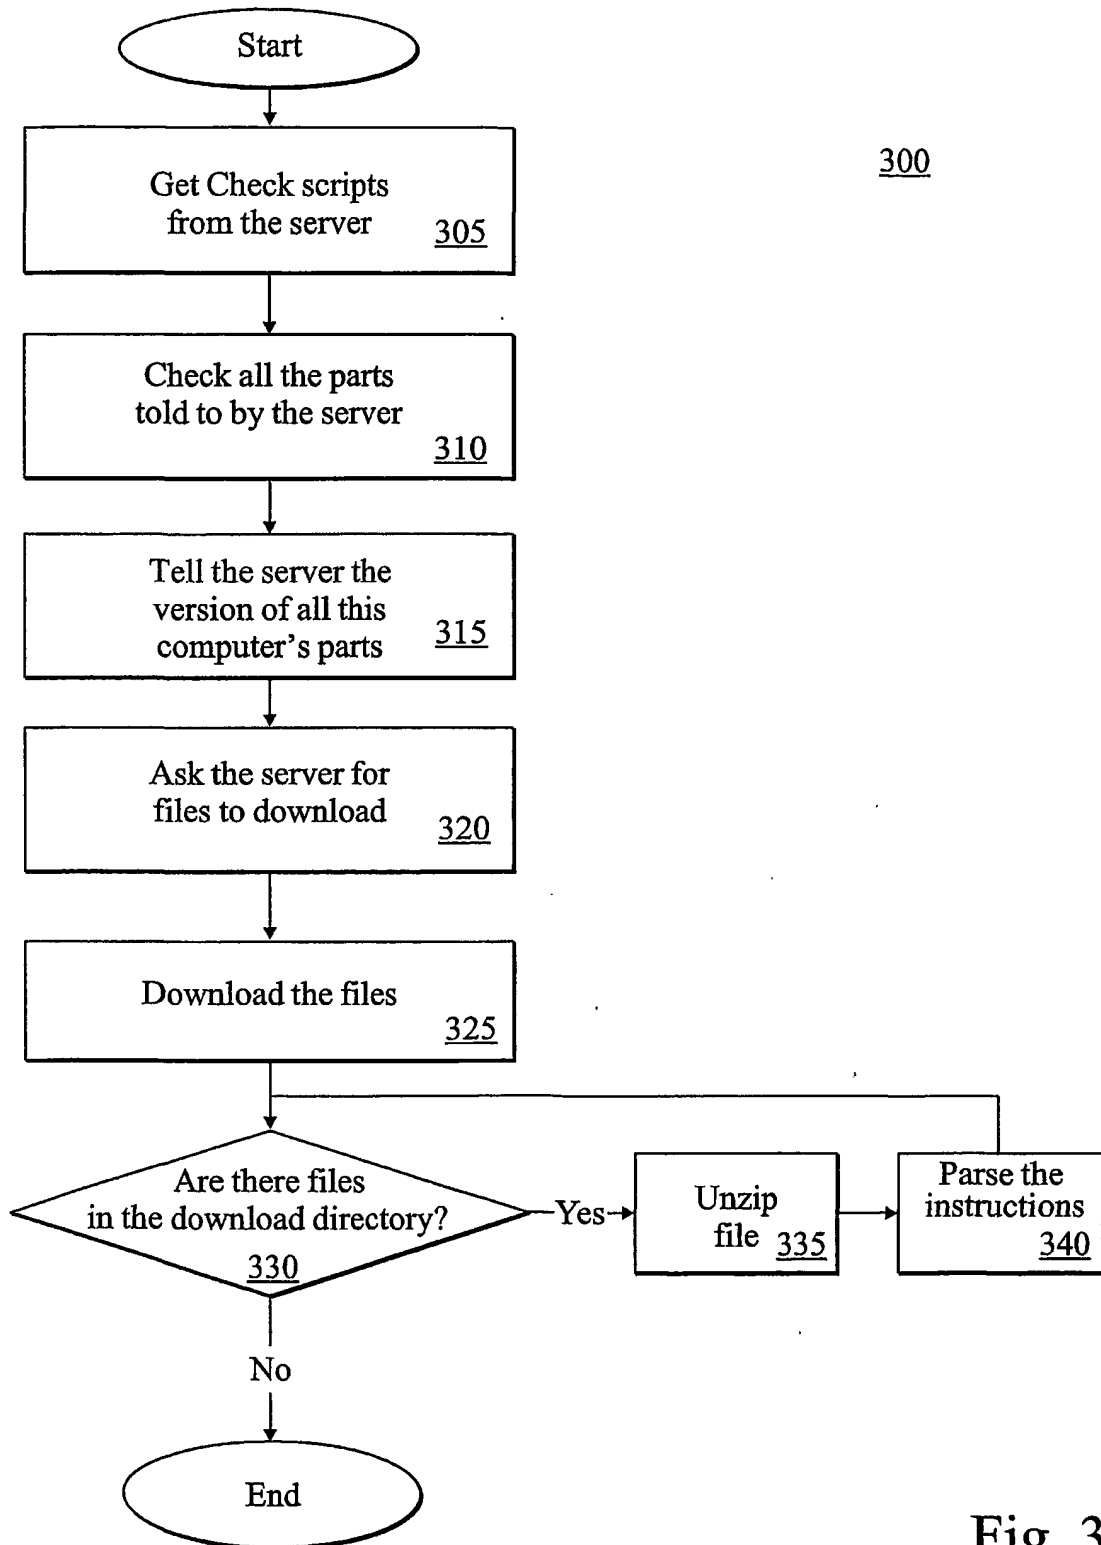 Start
300
Get Check scripts
from the server
305
Check all the parts
told to by the server
310
Tell the server the
version of all this
computer's parts
315
Ask the server for
files to download
320
Download the files
325
Are there files
in the download directory?
330
Yes
Unzip
file
335
Parse the
instructions
340
No
End
Fig. 3